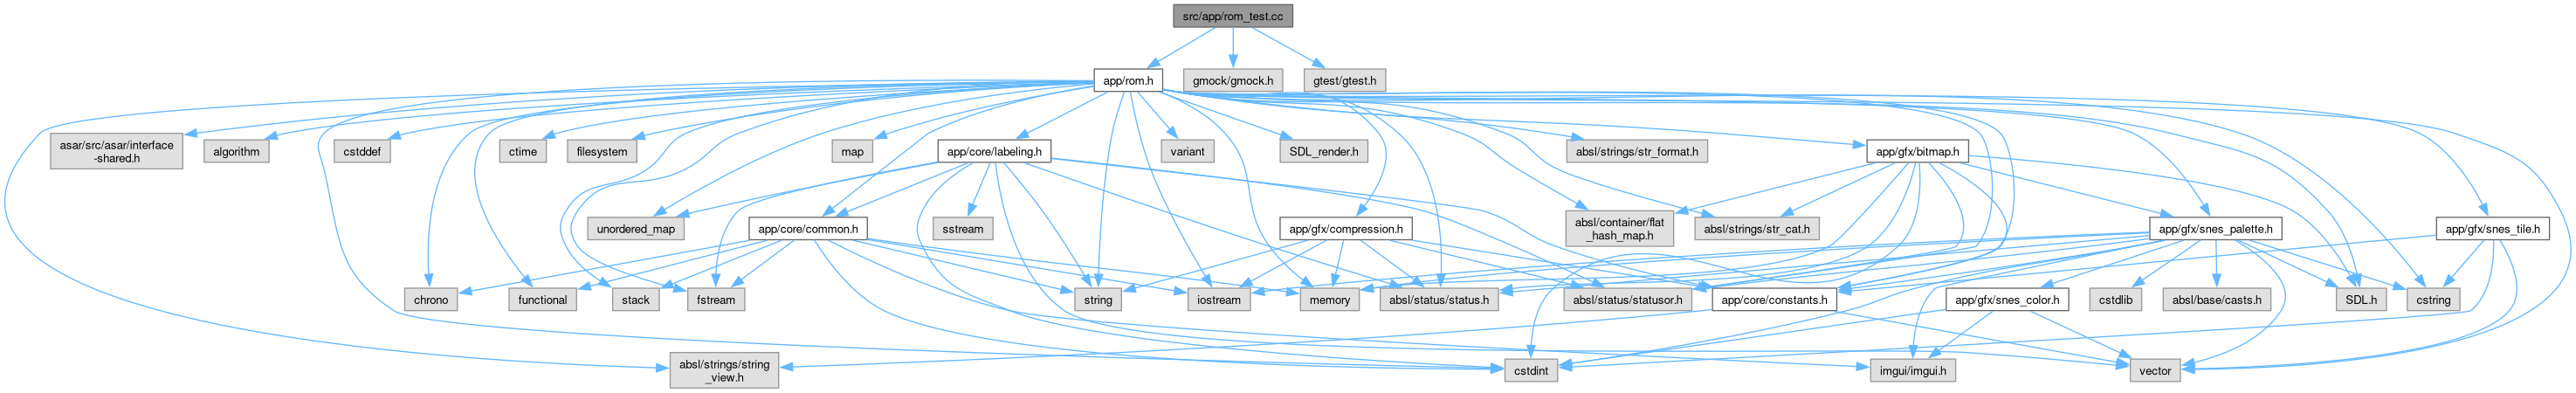 src/app/rom_test.cc
app/rom.h
gmock/gmock.h
gtest/gtest.h
asar/src/asar/interface
-shared.h
algorithm
cstddef
ctime
filesystem
map
app/core/labeling.h
variant
SDL_render.h
absl/strings/str_format.h
app/gfx/bitmap.h
unordered_map
app/core/common.h
sstream
app/gfx/compression.h
absl/container/flat
_hash_map.h
absl/strings/str_cat.h
app/gfx/snes_palette.h
app/gfx/snes_tile.h
chrono
functional
stack
fstream
string
iostream
memory
absl/status/status.h
absl/status/statusor.h
app/core/constants.h
app/gfx/snes_color.h
cstdlib
absl/base/casts.h
SDL.h
cstring
absl/strings/string
_view.h
cstdint
imgui/imgui.h
vector